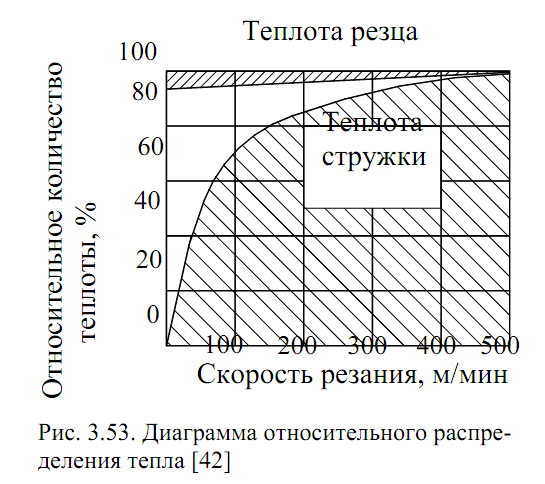 Теплота резца
Относительное количество
теплоты, %
100
80
60
40
20
0
Теплота
стружки
100 200 300 400 500
Скорость резания, м/мин
Рис. 3.53. Диаграмма относительного распре-
деления тепла [42]